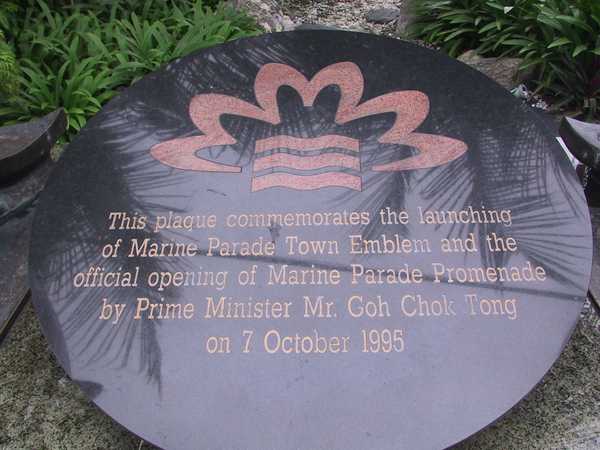 This plaque commemorates the launching
of Marine Parade Town Emblem and the
official opening of Marine Parade Promenade
by Prime Minister Mr. Goh Chok Tong
on 7 October 1995